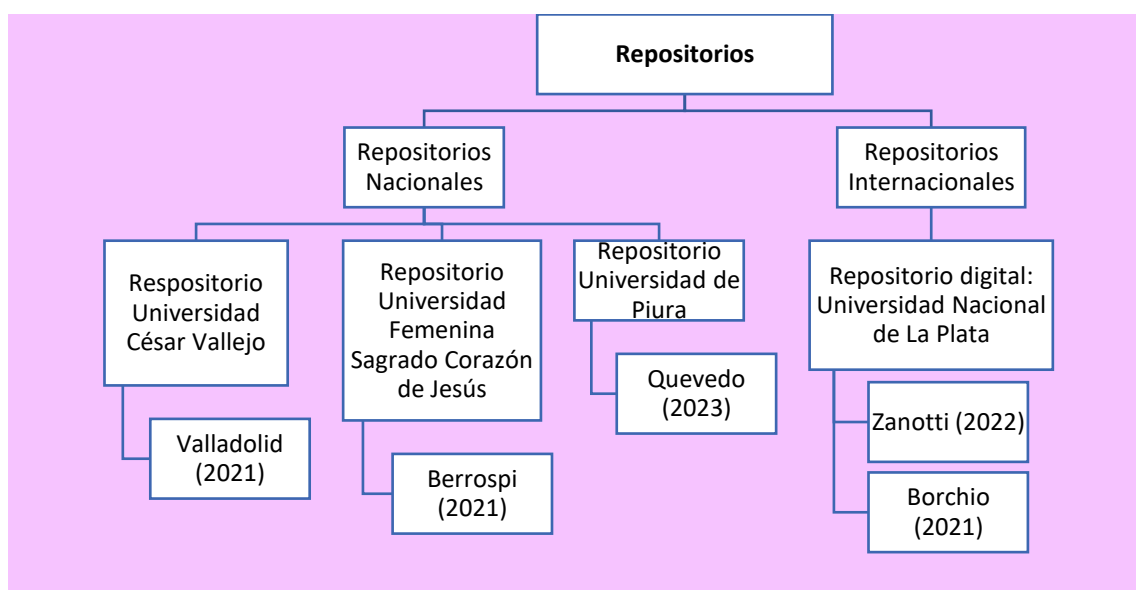 Repositorios
Repositorios
Nacionales
Repositorios
Internacionales
Respositorio
Universidad
César Vallejo
Valladolid
(2021)
Repositorio
Universidad
Femenina
Sagrado Corazón
de Jesús
Berrospi
(2021)
Repositorio
Universidad de
Piura
Quevedo
(2023)
Repositorio digital:
Universidad Nacional
de La Plata
Zanotti (2022)
Borchio
(2021)